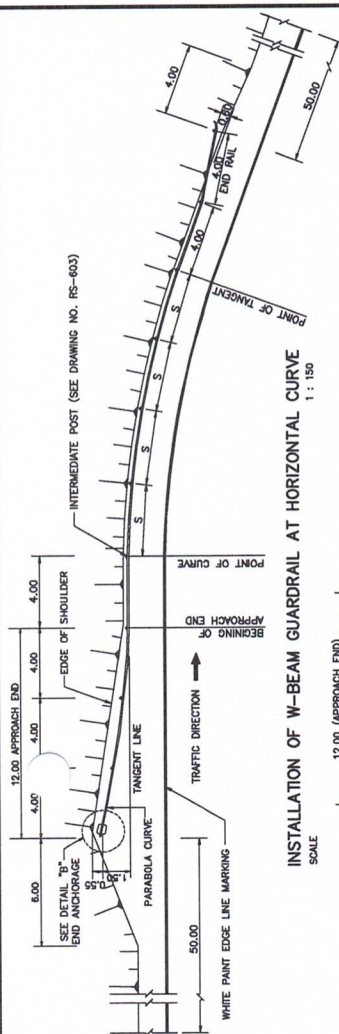 12.00 APPROACH END
6.00
4.00
4.00
4.00
4.00
SEE DETAIL "B"
END ANCHORAGE
EDGE OF SHOULDER
INTERMEDIATE POST (SEE DRAWING NO. RS-603)
0.55
1.50
PARABOLA CURVE
TANGENT LINE
BEGINING OF
APPROACH END
POINT OF CURVE
S
S
S
S
4.00
4.00
0.60
4.00
END RAIL
POINT OF TANGENT
50.00
TRAFFIC DIRECTION
50.00
WHITE PAINT EDGE LINE MARKING
INSTALLATION OF W-BEAM GUARDRAIL AT HORIZONTAL CURVE
SCALE 1 : 150
12.00 (APPROACH END)